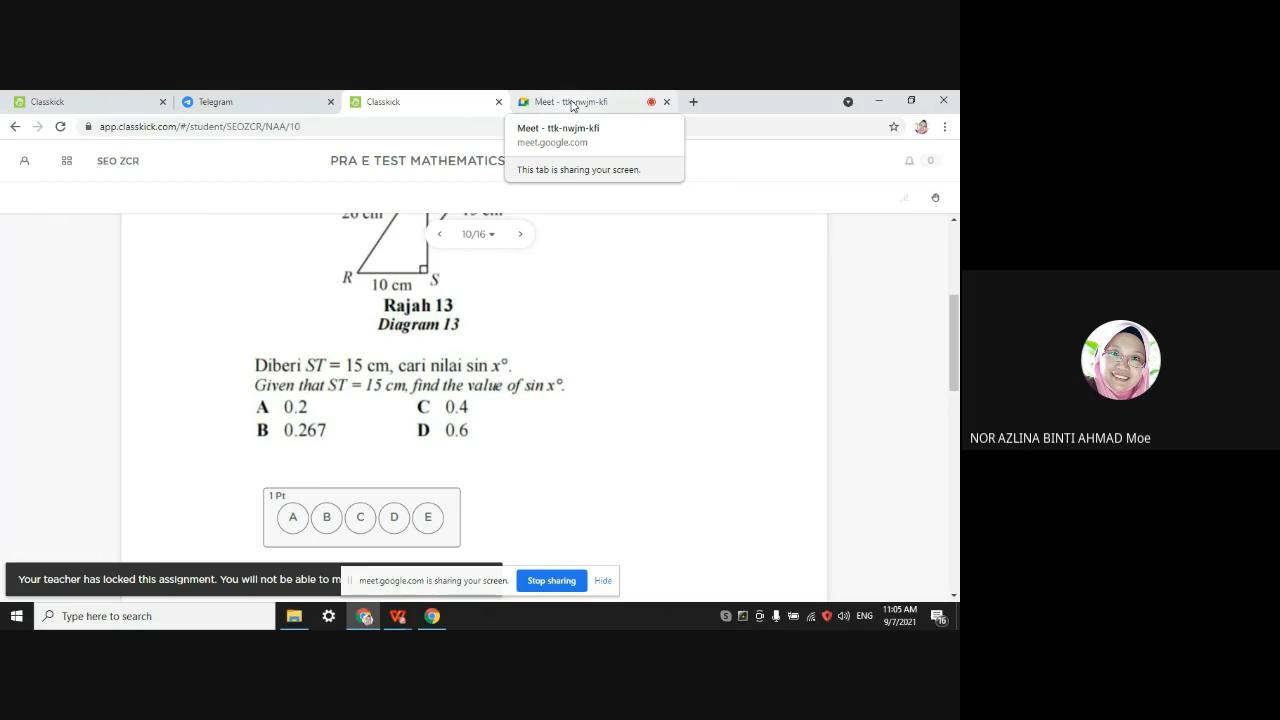 Classkick
Telegram
Classkick
Meet - ttk-nwjm-kfi
app.classkick.com/#/student/SEOZCR/NAA/10
Meet - ttk-nwjm-kfi
meet.google.com
This tab is sharing your screen.
SEO ZCR
PRA E TEST MATHEMATICS
0
26 cm
10/16
R
S
10 cm
Rajah 13
Diagram 13
Diberi ST = 15 cm, cari nilai sin x°.
Given that ST = 15 cm, find the value of sin x°.
A 0.2 C 0.4
B 0.267 D 0.6
1 Pt
A B C D E
NOR AZLINA BINTI AHMAD Moe
Your teacher has locked this assignment. You will not be able to m
meet.google.com is sharing your screen.
Stop sharing
Hide
Type here to search
ENG
11:05 AM
9/7/2021
16